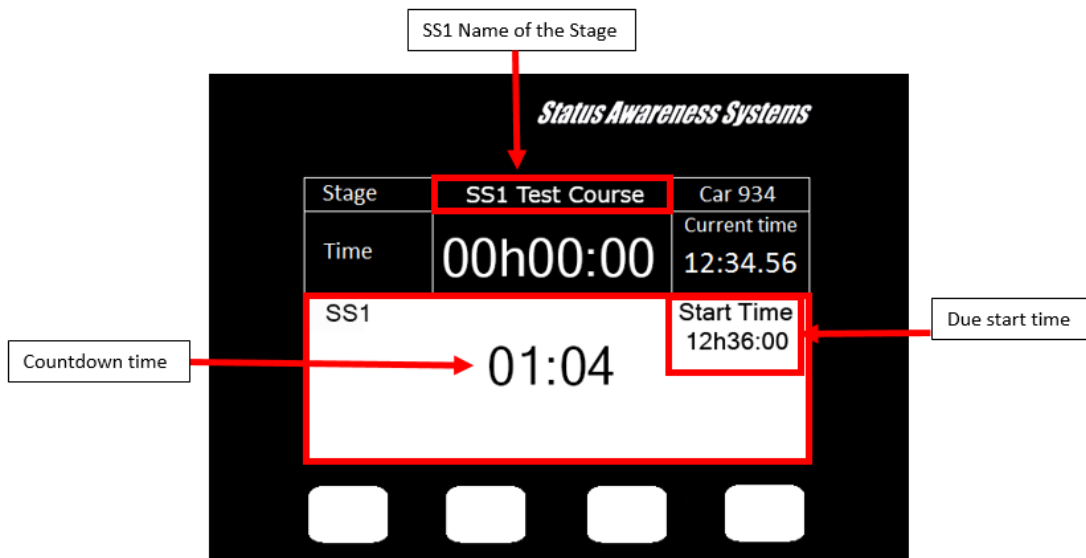 SS1 Name of the Stage
Status Awareness Systems
Stage
SS1 Test Course
Car 934
Time
00h00:00
Current time
12:34.56
SS1
Start Time
12h36:00
Due start time
Countdown time
01:04